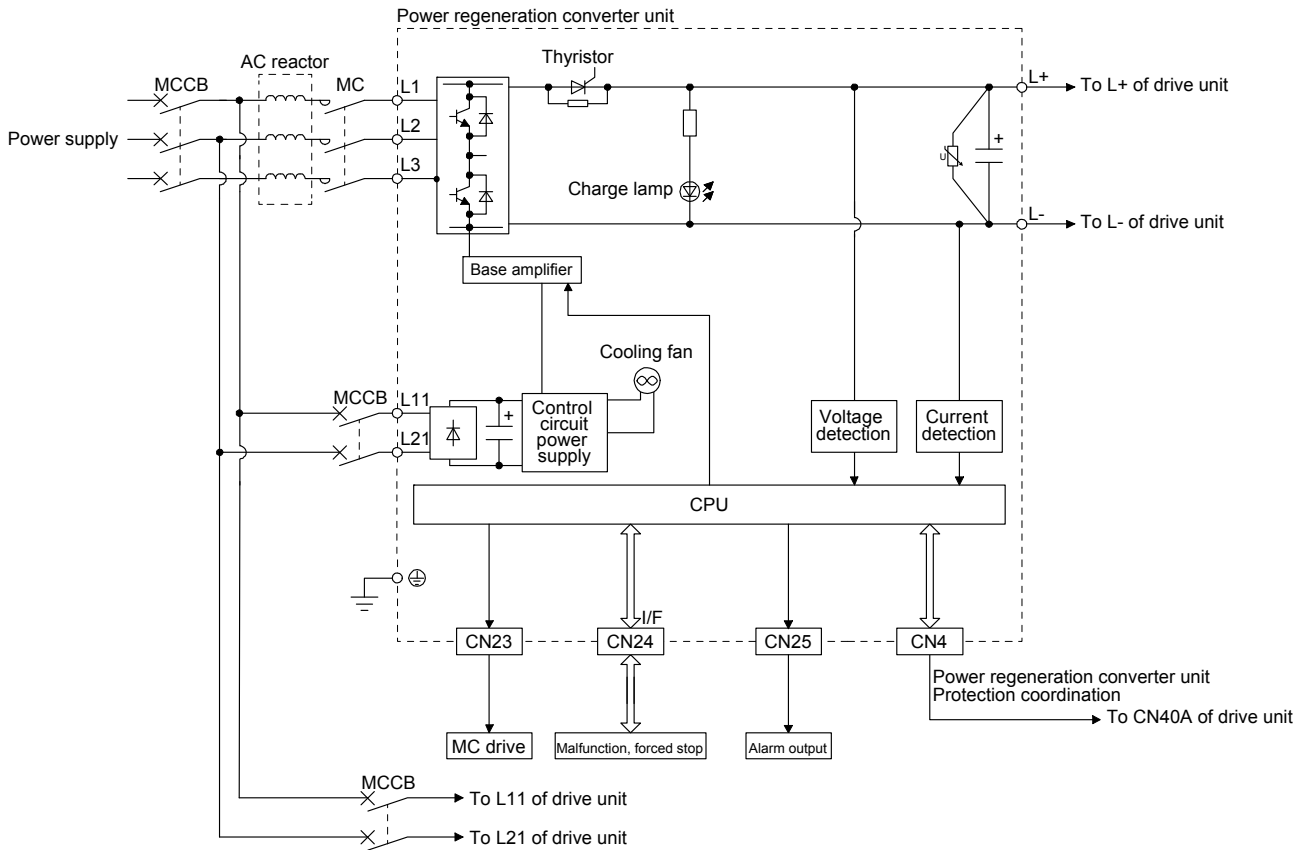 Power regeneration converter unit
AC reactor
MCCB
MC
Power supply
L1
L2
L3
Thyristor
L+
To L+ of drive unit
Charge lamp
U
+
L-
To L- of drive unit
Base amplifier
Cooling fan
MCCB
L11
L21
+
Control
circuit
power
supply
Voltage
detection
Current
detection
CPU
I/F
CN23
CN24
CN25
CN4
Power regeneration converter unit
Protection coordination
To CN40A of drive unit
MC drive
Malfunction, forced stop
Alarm output
MCCB
To L11 of drive unit
To L21 of drive unit